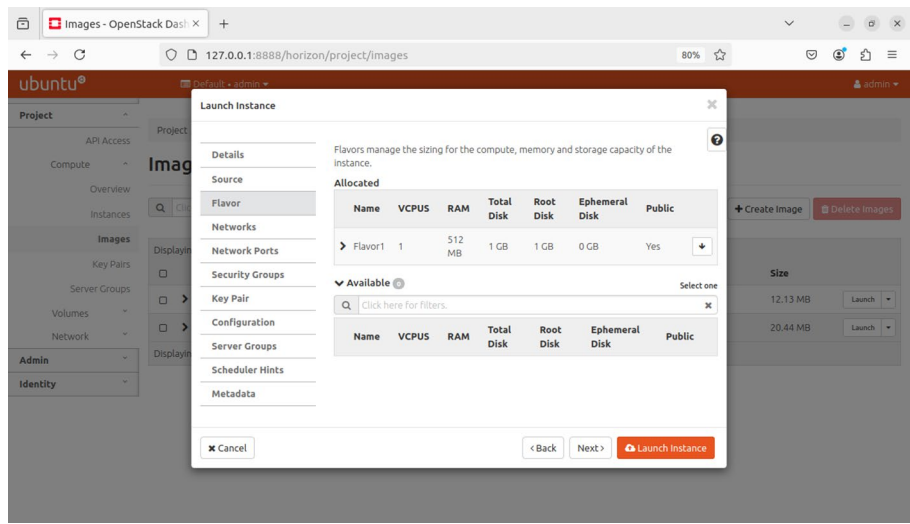 Images - OpenStack Dash
127.0.0.1:8888/horizon/project/images
80%
ubuntu
Default • admin
admin
Launch Instance
Project
API Access
Compute
Overview
Instances
Images
Key Pairs
Server Groups
Volumes
Network
Admin
Identity
Project
Imag
Displayin
Displayin
Details
Source
Flavor
Networks
Network Ports
Security Groups
Key Pair
Configuration
Server Groups
Scheduler Hints
Metadata
Flavors manage the sizing for the compute, memory and storage capacity of the
instance.
Allocated
Name VCPUS RAM Total Disk Root Disk Ephemeral Disk Public
Flavor1 1 512 MB 1 GB 1 GB 0 GB Yes
Available 0 Select one
Click here for filters.
Name VCPUS RAM Total Disk Root Disk Ephemeral Disk Public
Cancel
< Back
Next >
Launch Instance
Create Image
Delete Images
Size
12.13 MB Launch
20.44 MB Launch